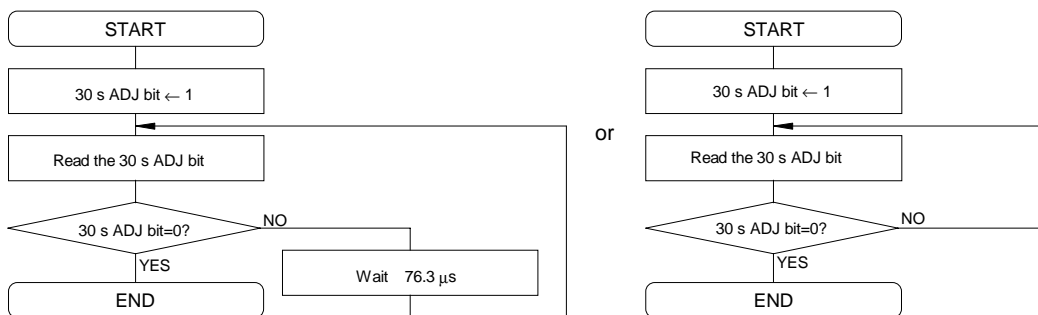 START
30 s ADJ bit ← 1
Read the 30 s ADJ bit
30 s ADJ bit=0?
NO
YES
Wait 76.3 μs
END
or
START
30 s ADJ bit ← 1
Read the 30 s ADJ bit
30 s ADJ bit=0?
NO
YES
END